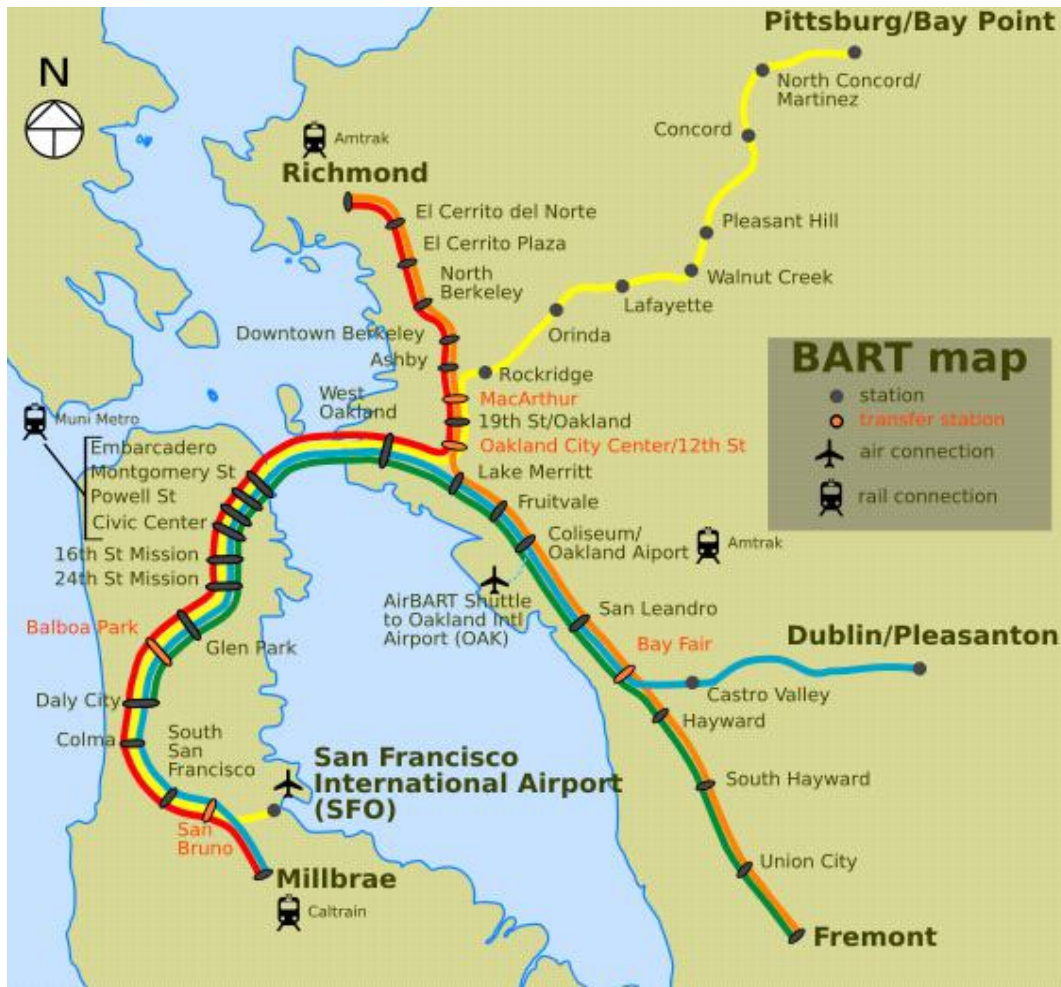 Pittsburg/Bay Point
N
North Concord/
Martinez
Concord
Amtrak
Richmond
El Cerrito del Norte
El Cerrito Plaza
Pleasant Hill
North
Berkeley
Walnut Creek
Lafayette
Orinda
Downtown Berkeley
Ashby
Rockridge
BART map
station
transfer station
air connection
rail connection
MacArthur
19th St/Oakland
Oakland City Center/12th St
West
Oakland
Muni Metro
Embarcadero
Montgomery St
Powell St
Civic Center
16th St Mission
24th St Mission
Lake Merritt
Fruitvale
Coliseum/
Oakland Aiport
Amtrak
AirBART Shuttle
to Oakland Intl
Airport (OAK)
San Leandro
Bay Fair
Dublin/Pleasanton
Castro Valley
Hayward
Balboa Park
Glen Park
Daly City
Colma
South
San
Francisco
San Francisco
International Airport
(SFO)
South Hayward
San
Bruno
Union City
Millbrae
Caltrain
Fremont